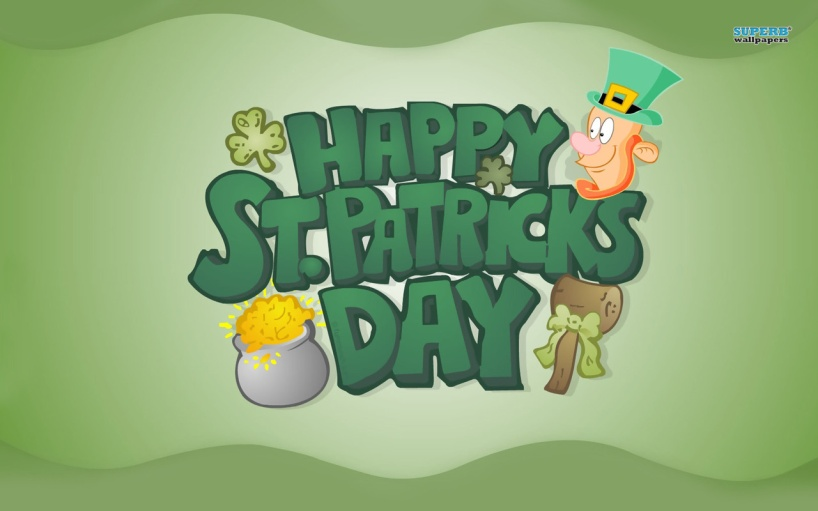 SUPERB®
wallpapers
HAPPY
ST. PATRICKS
DAY